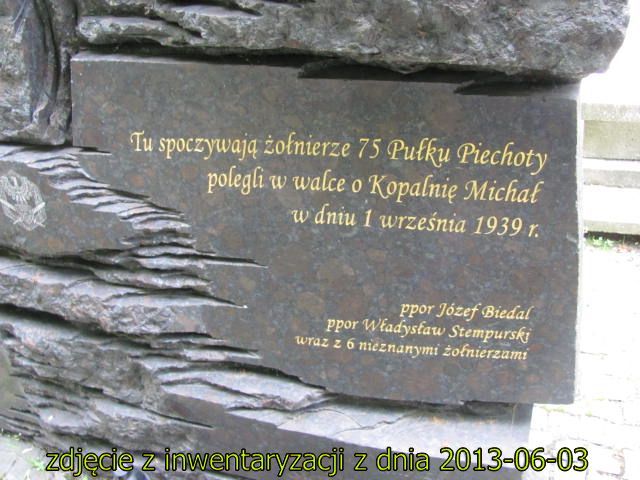 Tu spoczywają żołnierze 75 Pułku Piechoty
polegli w walce o Kopalnię Michał
w dniu 1 września 1939 r.
ppor Józef Biedal
ppor Władysław Stempurski
wraz z 6 nieznanymi żołnierzami
zdjęcie z inwentaryzacji z dnia 2013-06-03